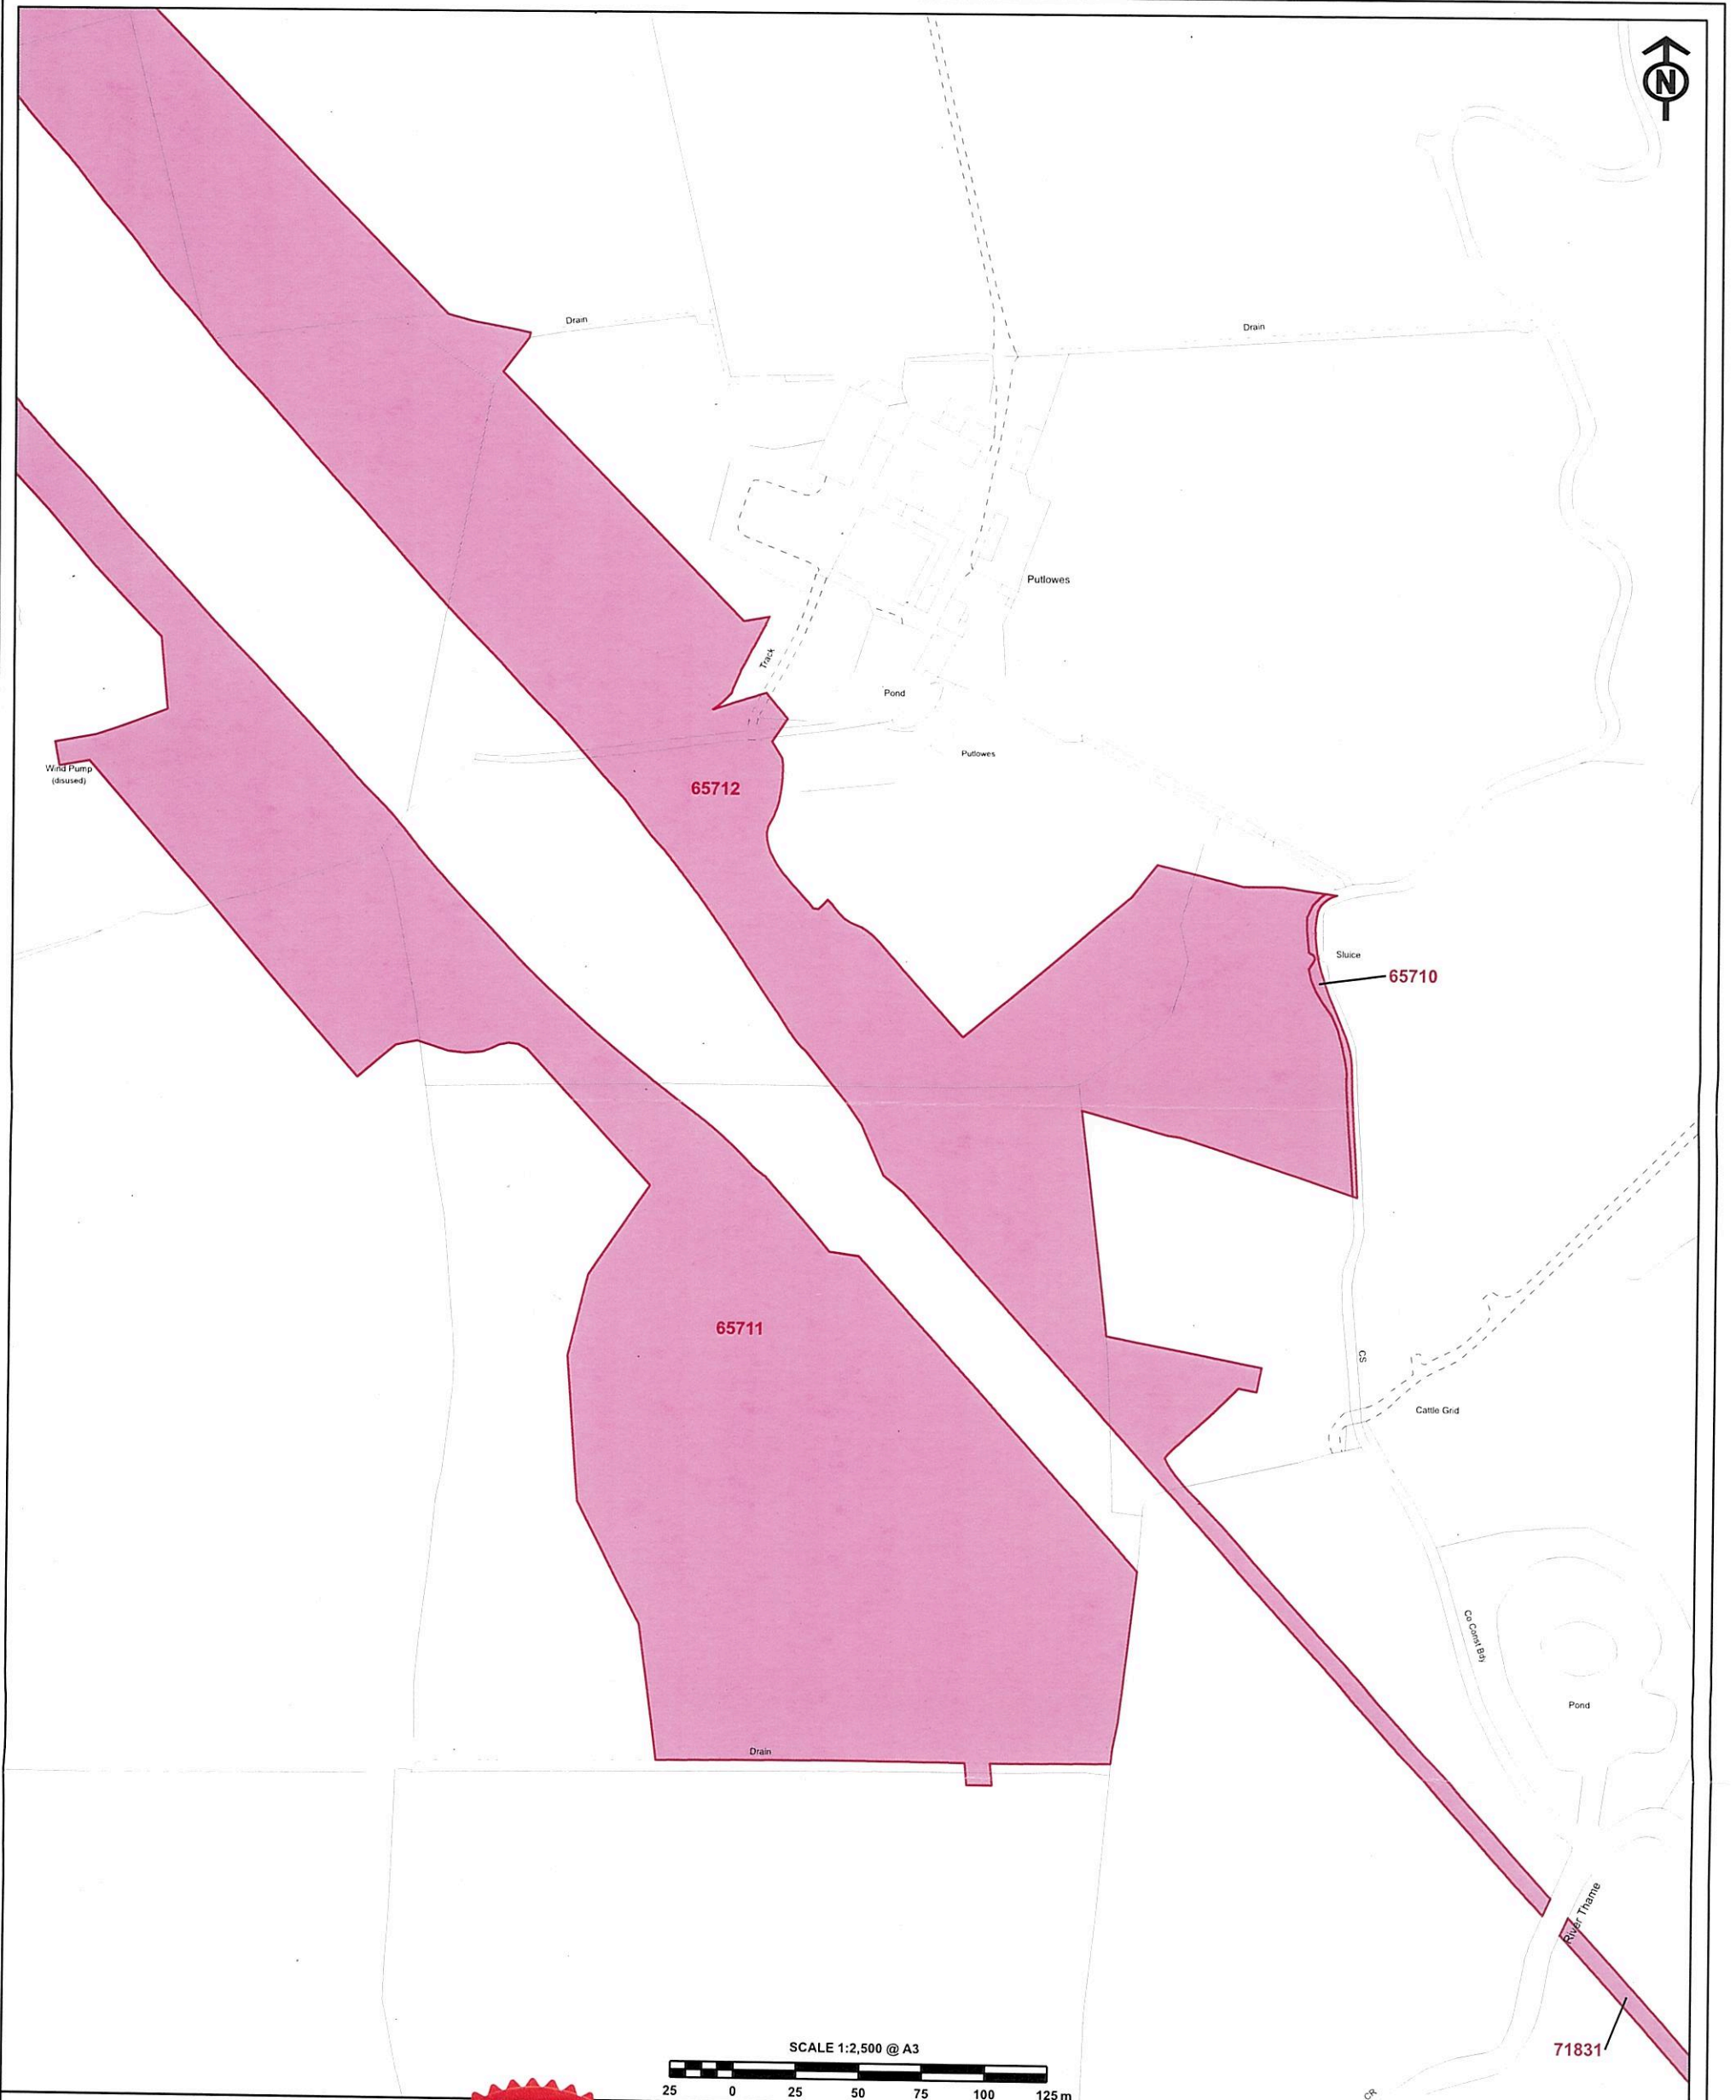 N
Drain
Drain
Putlowes
Track
Pond
Putlowes
Wind Pump
(disused)
65712
Sluice
65710
65711
CS
Cattle Grid
Co Const Bdy
Pond
Drain
River Thame
71831
SCALE 1:2,500 @ A3
25 0 25 50 75 100 125 m
CR